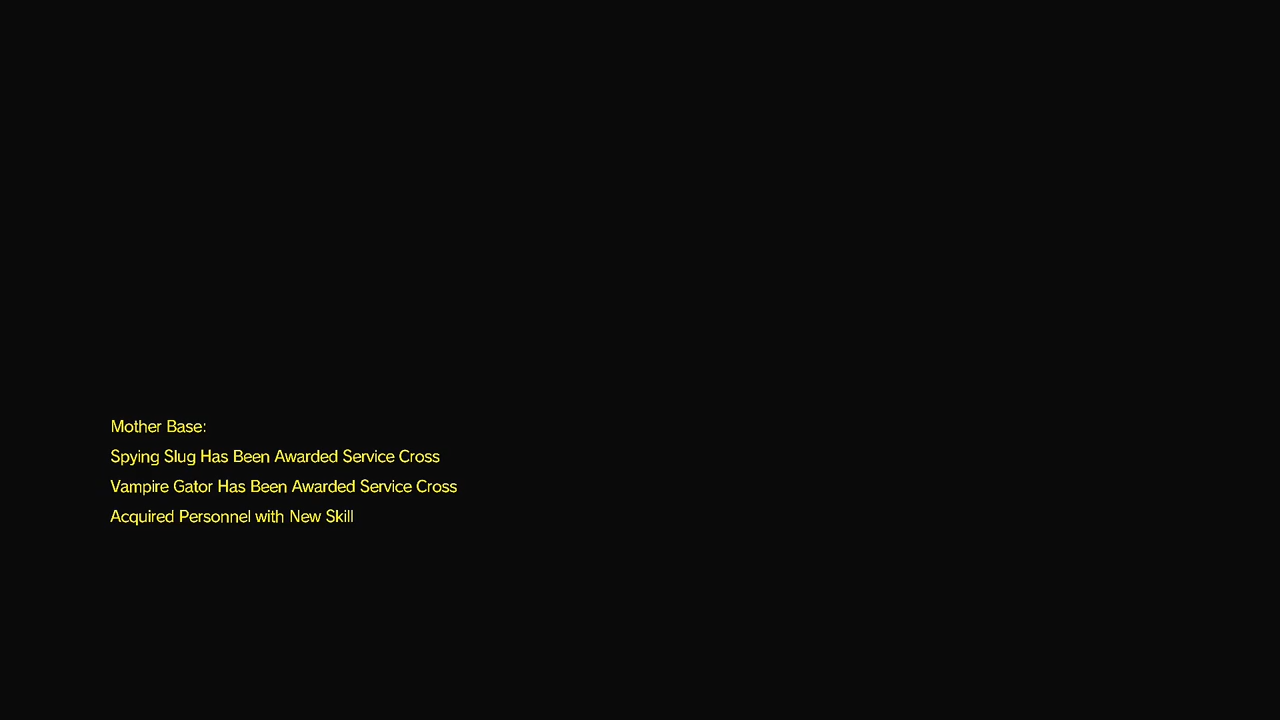 Mother Base:
Spying Slug Has Been Awarded Service Cross
Vampire Gator Has Been Awarded Service Cross
Acquired Personnel with New Skill